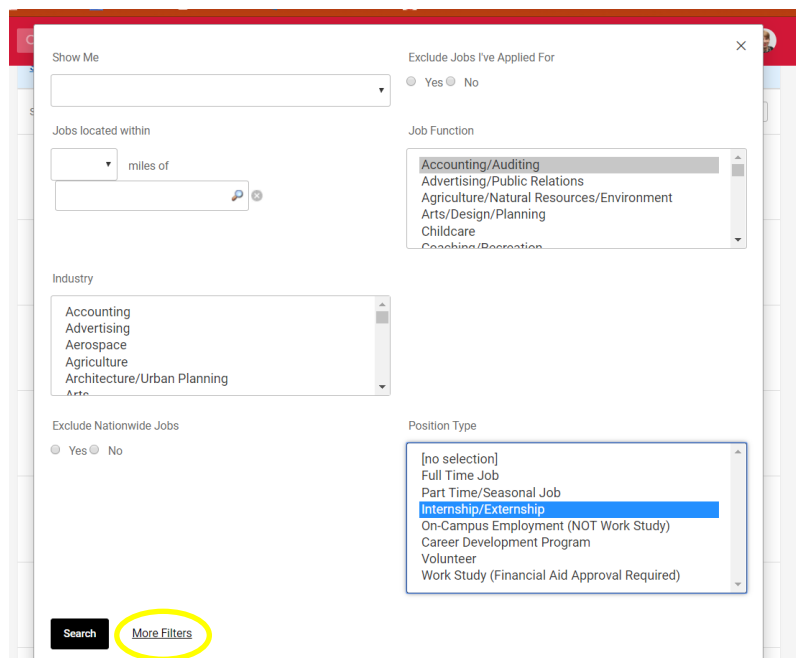 Show Me
Exclude Jobs I've Applied For
Yes No
Jobs located within
miles of
Job Function
Accounting/Auditing
Advertising/Public Relations
Agriculture/Natural Resources/Environment
Arts/Design/Planning
Childcare
Coaching/Recreation
Industry
Accounting
Advertising
Aerospace
Agriculture
Architecture/Urban Planning
Arts
Exclude Nationwide Jobs
Yes No
Position Type
[no selection]
Full Time Job
Part Time/Seasonal Job
Internship/Externship
On-Campus Employment (NOT Work Study)
Career Development Program
Volunteer
Work Study (Financial Aid Approval Required)
Search More Filters